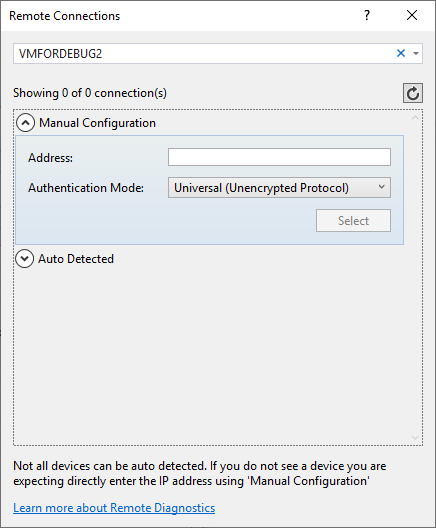 Remote Connections
VMFORDEBUG2
Showing 0 of 0 connection(s)
Manual Configuration
Address:
Authentication Mode: Universal (Unencrypted Protocol)
Select
Auto Detected
Not all devices can be auto detected. If you do not see a device you are
expecting directly enter the IP address using 'Manual Configuration'
Learn more about Remote Diagnostics